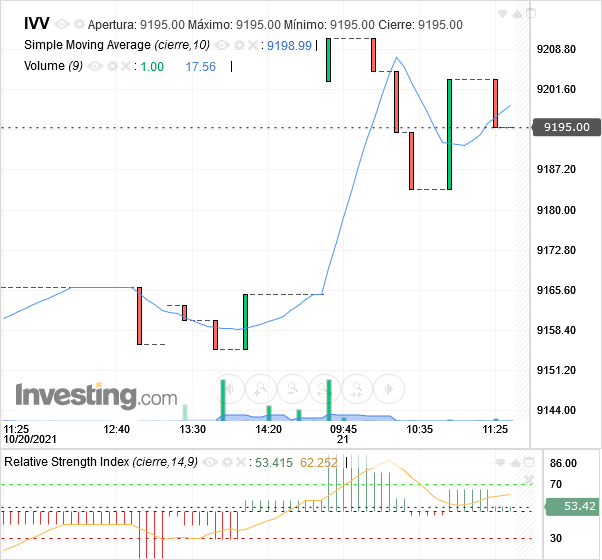 IVV Apertura: 9195.00 Máximo: 9195.00 Mínimo: 9195.00 Cierre: 9195.00
Simple Moving Average (cierre,10) : 9198.99
Volume (9) : 1.00 17.56
9208.80
9201.60
9195.00
9187.20
9180.00
9172.80
9165.60
9158.40
9151.20
9144.00
Investing.com
11:25 12:40 13:30 14:20 09:45 10:35 11:25
10/20/2021 21
Relative Strength Index (cierre,14,9) : 53.415 62.252
86.00
70
53.42
30